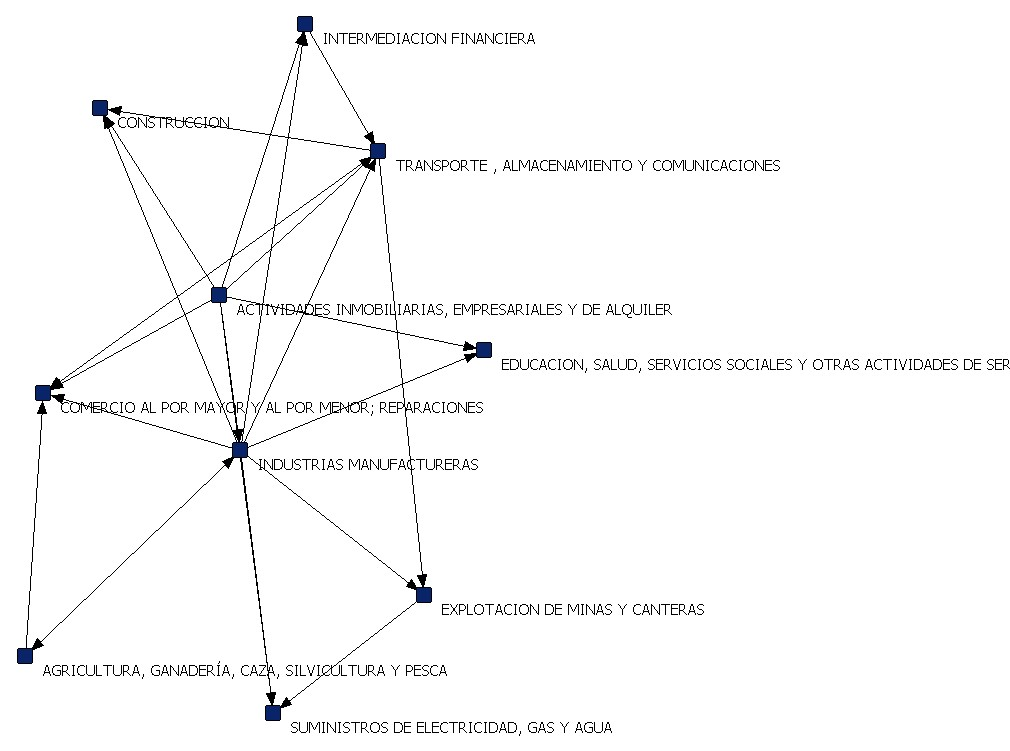 INTERMEDIACION FINANCIERA
CONSTRUCCION
TRANSPORTE , ALMACENAMIENTO Y COMUNICACIONES
ACTIVIDADES INMOBILIARIAS, EMPRESARIALES Y DE ALQUILER
EDUCACION, SALUD, SERVICIOS SOCIALES Y OTRAS ACTIVIDADES DE SER
COMERCIO AL POR MAYOR Y AL POR MENOR; REPARACIONES
INDUSTRIAS MANUFACTURERAS
EXPLOTACION DE MINAS Y CANTERAS
AGRICULTURA, GANADERÍA, CAZA, SILVICULTURA Y PESCA
SUMINISTROS DE ELECTRICIDAD, GAS Y AGUA